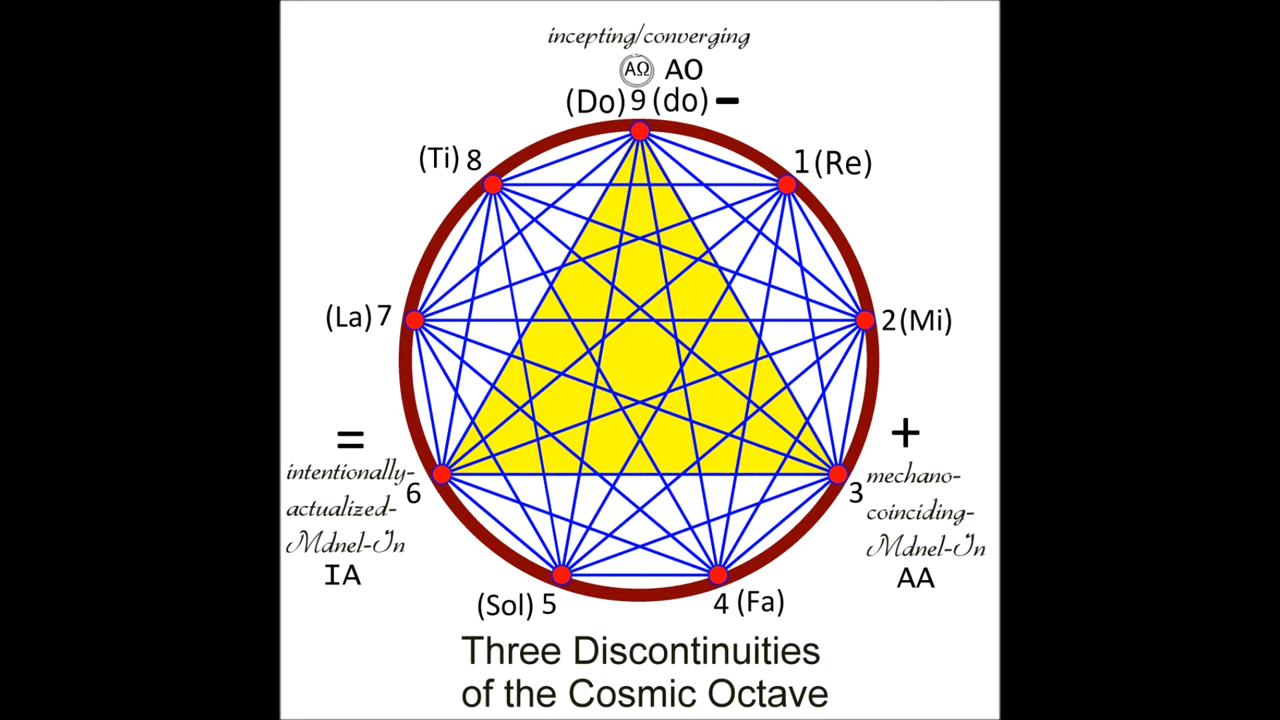 incepting/converging
ΑΩ AO
(Do) 9 (do) −
(Ti) 8
1 (Re)
(La) 7
2 (Mi)
=
intentionally-
actualized-
Mdnel-In
IA
6
+
3
mechano-
coinciding-
Mdnel-In
AA
(Sol) 5
4 (Fa)
Three Discontinuities
of the Cosmic Octave